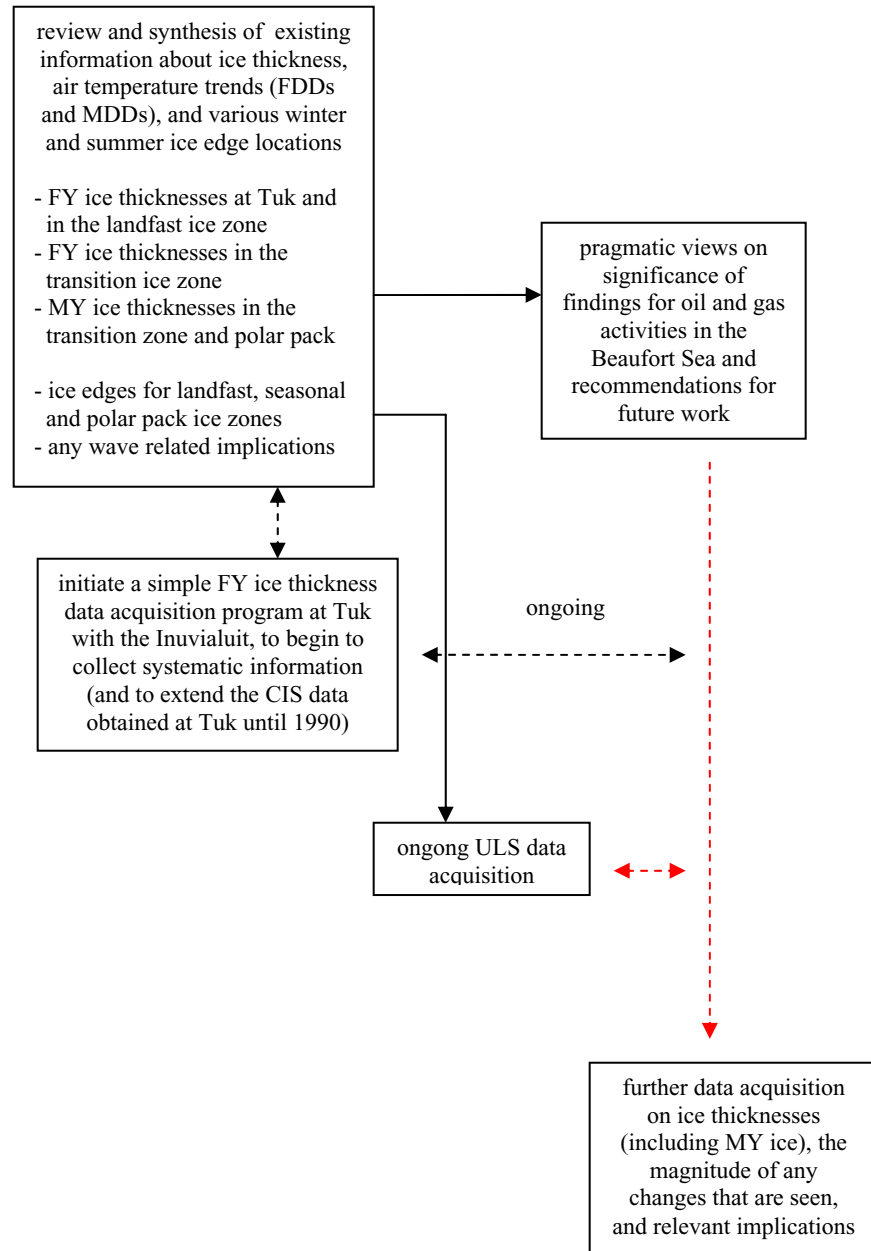 review and synthesis of existing
information about ice thickness,
air temperature trends (FDDs
and MDDs), and various winter
and summer ice edge locations
- FY ice thicknesses at Tuk and
in the landfast ice zone
- FY ice thicknesses in the
transition ice zone
- MY ice thicknesses in the
transition zone and polar pack
- ice edges for landfast, seasonal
and polar pack ice zones
- any wave related implications
pragmatic views on
significance of
findings for oil and gas
activities in the
Beaufort Sea and
recommendations for
future work
initiate a simple FY ice thickness
data acquisition program at Tuk
with the Inuvialuit, to begin to
collect systematic information
(and to extend the CIS data
obtained at Tuk until 1990)
ongoing
ongong ULS data
acquisition
further data acquisition
on ice thicknesses
(including MY ice), the
magnitude of any
changes that are seen,
and relevant implications